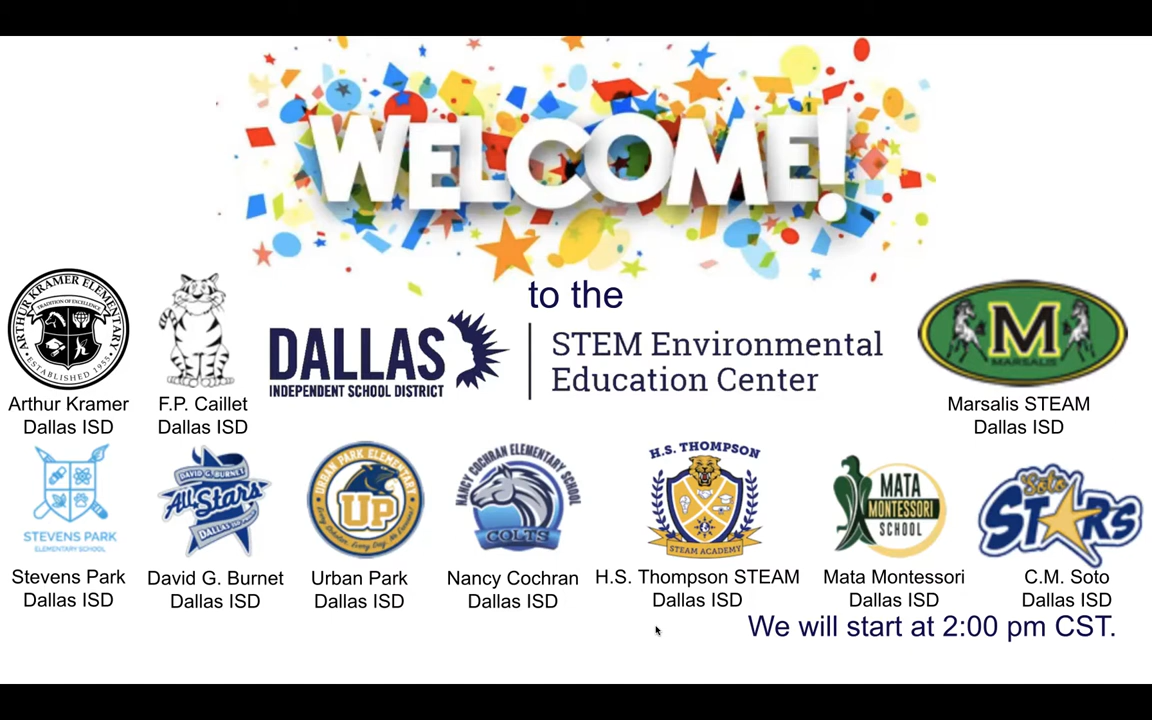 WELCOME!
to the
DALLAS
INDEPENDENT SCHOOL DISTRICT
STEM Environmental
Education Center
ARTHUR KRAMER ELEMENTARY
TRADITION OF EXCELLENCE
ESTABLISHED 1955
Arthur Kramer
Dallas ISD
F.P. Caillet
Dallas ISD
M
MARSALIS
Marsalis STEAM
Dallas ISD
STEVENS PARK
ELEMENTARY SCHOOL
Stevens Park
Dallas ISD
DAVID G. BURNET
All Stars
David G. Burnet
Dallas ISD
URBAN PARK ELEMENTARY
UP
Urban Park
Dallas ISD
NANCY COCHRAN ELEMENTARY SCHOOL
COLTS
Nancy Cochran
Dallas ISD
H.S. THOMPSON
STEAM ACADEMY
H.S. Thompson STEAM
Dallas ISD
MATA
MONTESSORI
SCHOOL
Mata Montessori
Dallas ISD
Soto
STARS
C.M. Soto
Dallas ISD
We will start at 2:00 pm CST.